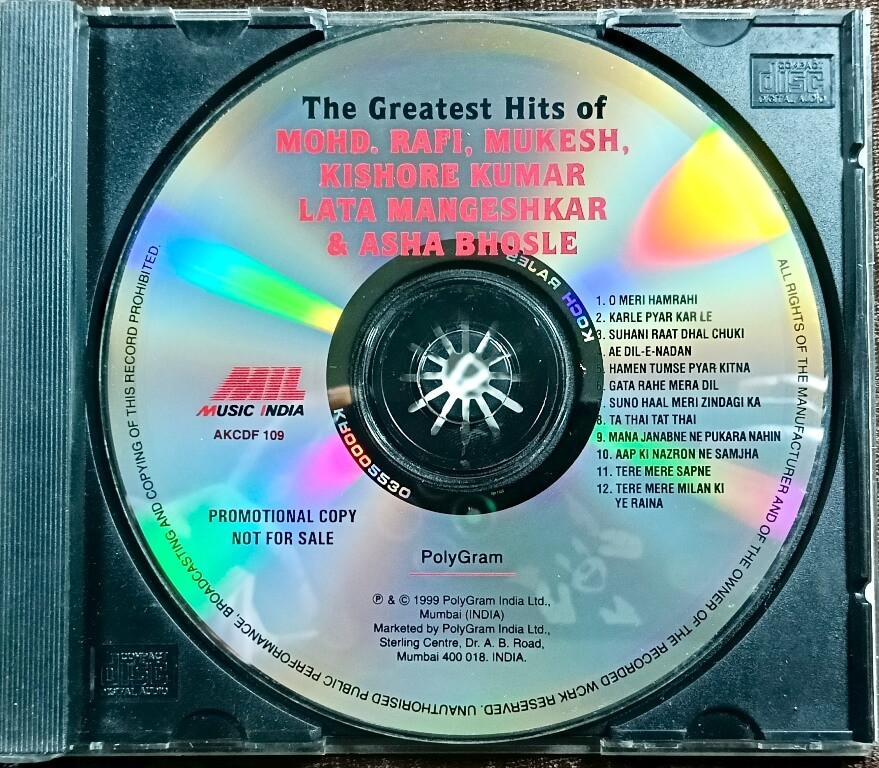 The Greatest Hits of
MOHD. RAFI, MUKESH,
KISHORE KUMAR
LATA MANGESHKAR
& ASHA BHOSLE
COMPACT
disc
DIGITAL AUDIO
1. O MERI HAMRAHI
2. KARLE PYAR KAR LE
3. SUHANI RAAT DHAL CHUKI
4. AE DIL-E-NADAN
5. HAMEN TUMSE PYAR KITNA
6. GATA RAHE MERA DIL
7. SUNO HAAL MERI ZINDAGI KA
8. TA THAI TAT THAI
9. MANA JANABNE NE PUKARA NAHIN
10. AAP KI NAZRON NE SAMJHA
11. TERE MERE SAPNE
12. TERE MERE MILAN KI
YE RAINA
MIL
MUSIC INDIA
AKCDF 109
PROMOTIONAL COPY
NOT FOR SALE
KR0005530
KOCH
PolyGram
℗ & © 1999 PolyGram India Ltd.,
Mumbai (INDIA)
Marketed by PolyGram India Ltd.,
Sterling Centre, Dr. A. B. Road,
Mumbai 400 018. INDIA.
ALL RIGHTS OF THE MANUFACTURER AND OF THE OWNER OF THE RECORDED WORK RESERVED. UNAUTHORISED PUBLIC PERFORMANCE, BROADCASTING AND COPYING OF THIS RECORD PROHIBITED.
COMPACT
disc
DIGITAL AUDIO